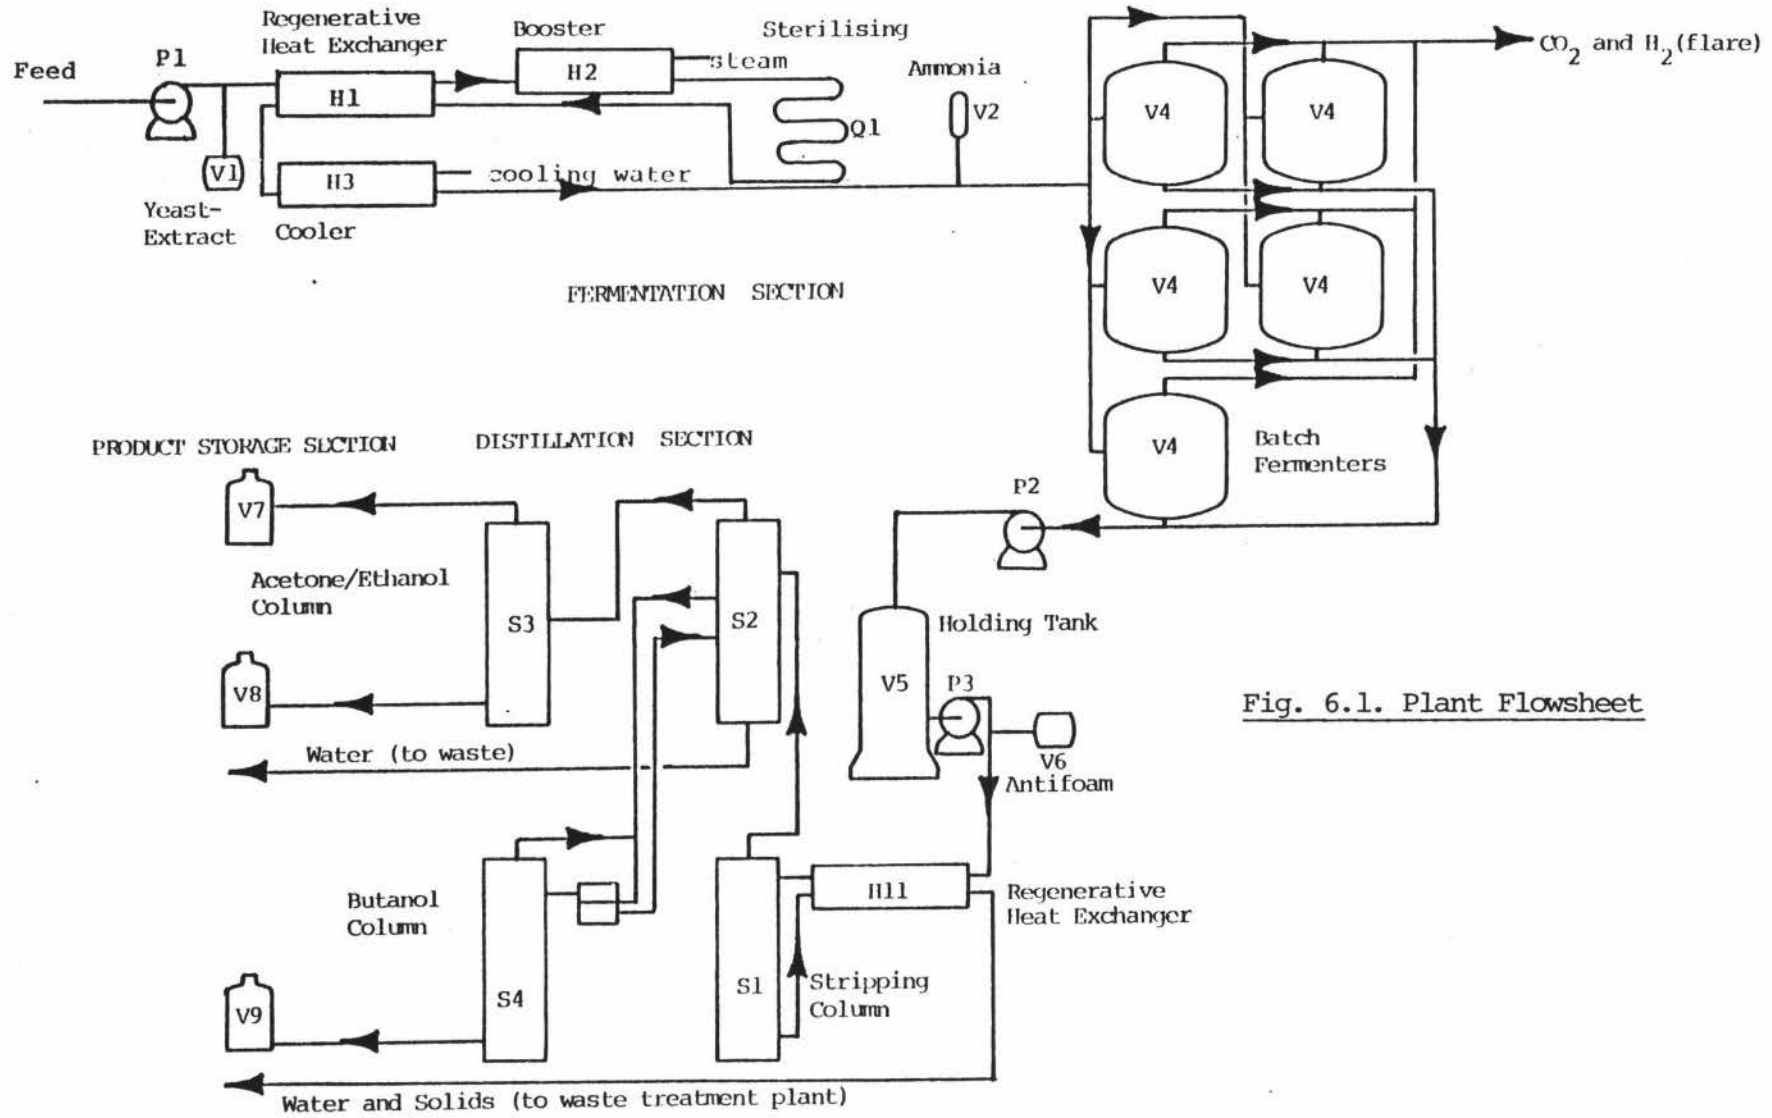 Regenerative
Heat Exchanger
Booster
Sterilising
Feed
P1
H1
H2
steam
Ammonia
V2
Q1
CO2 and H2 (flare)
V4
V4
V1
H3
cooling water
Yeast-
Extract
Cooler
FERMENTATION SECTION
V4
V4
V4
Batch
Fermenters
PRODUCT STORAGE SECTION
DISTILLATION SECTION
P2
V7
Acetone/Ethanol
Column
S3
S2
Holding Tank
V8
V5
P3
V6
Antifoam
Fig. 6.1. Plant Flowsheet
Water (to waste)
Butanol
Column
H11
Regenerative
Heat Exchanger
S4
S1
Stripping
Column
V9
Water and Solids (to waste treatment plant)